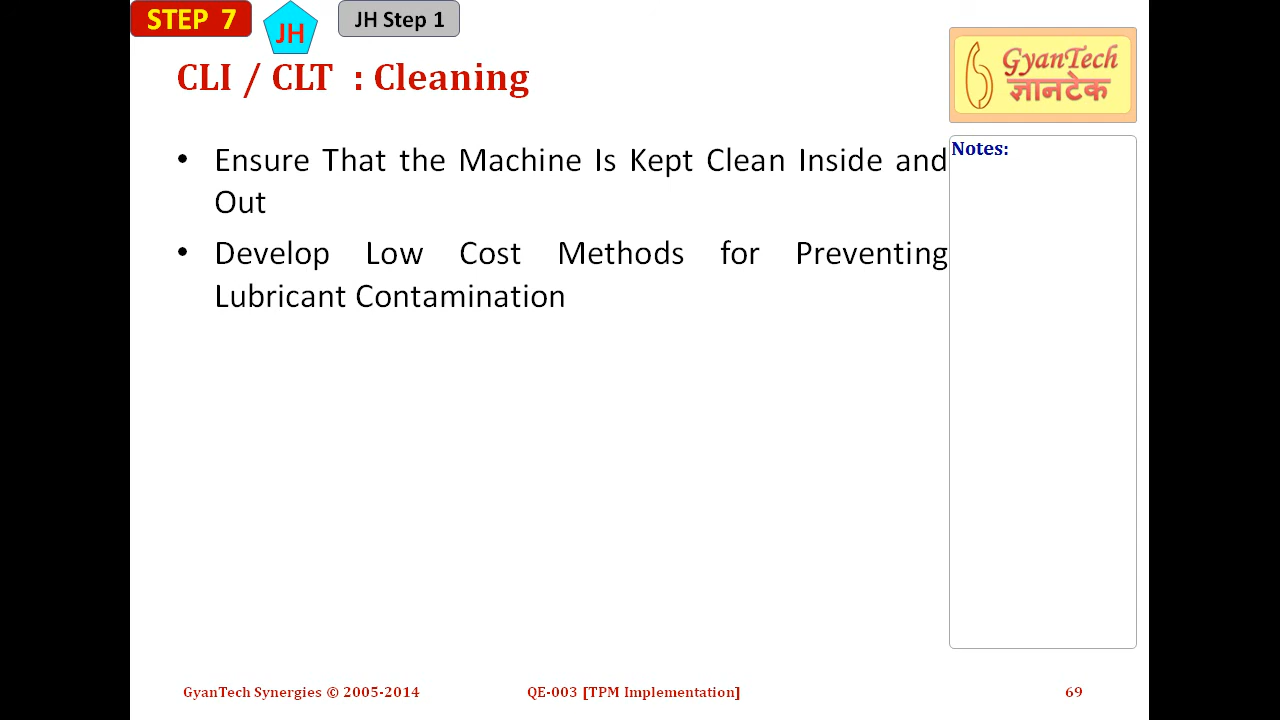 STEP 7
JH
JH Step 1
CLI / CLT : Cleaning
GyanTech
ज्ञानटेक
• Ensure That the Machine Is Kept Clean Inside and
Out
• Develop Low Cost Methods for Preventing
Lubricant Contamination
Notes:
GyanTech Synergies © 2005-2014
QE-003 [TPM Implementation]
69